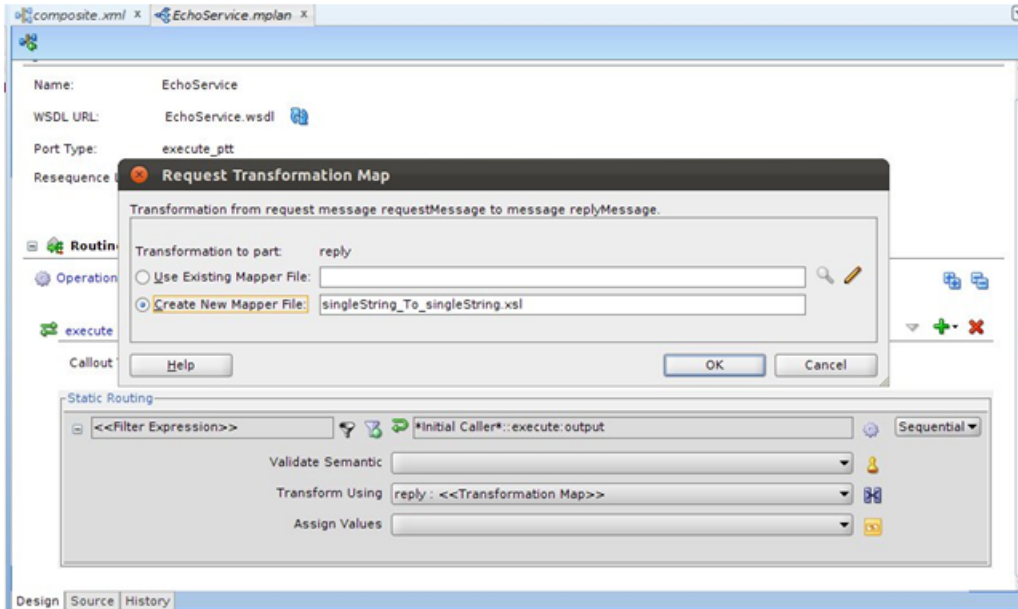 composite.xml x EchoService.mplan x
Name: EchoService
WSDL URL: EchoService.wsdl
Port Type: execute_ptt
Resequence
Request Transformation Map
Transformation from request message requestMessage to message replyMessage.
Transformation to part: reply
Use Existing Mapper File:
Create New Mapper File: singleString_To_singleString.xsl
Help OK Cancel
Routin
Operation
execute
Callout
Static Routing
<<Filter Expression>> *Initial Caller*::execute:output Sequential
Validate Semantic
Transform Using reply : <<Transformation Map>>
Assign Values
Design Source History